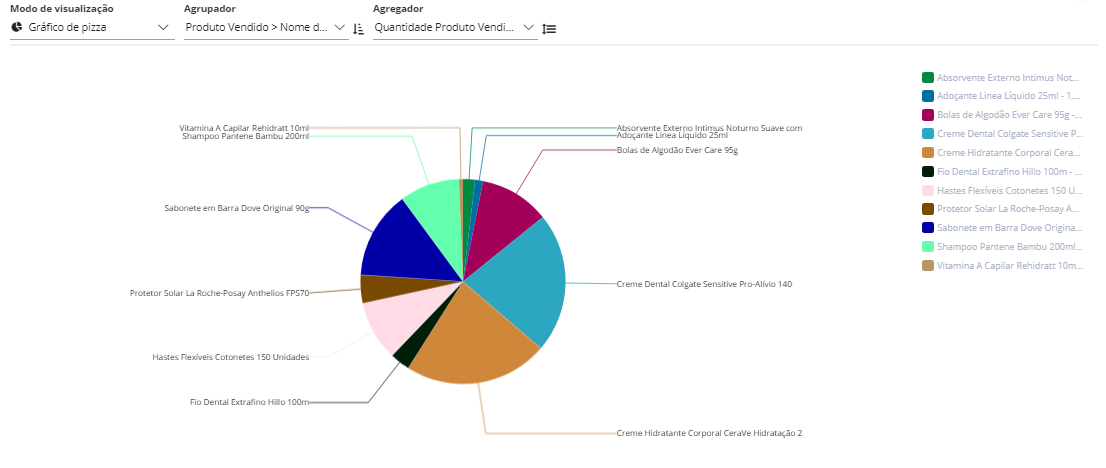 Modo de visualização
Agrupador
Agregador
Gráfico de pizza
Produto Vendido > Nome d...
Quantidade Produto Vendi...
Vitamina A Capilar Rehidratt 10ml
Shampoo Pantene Bambu 200ml
Sabonete em Barra Dove Original 90g
Protetor Solar La Roche-Posay Anthelios FPS70
Hastes Flexíveis Cotonetes 150 Unidades
Fio Dental Extrafino Hillo 100m
Absorvente Externo Intimus Noturno Suave com
Adoçante Linea Líquido 25ml
Bolas de Algodão Ever Care 95g
Creme Dental Colgate Sensitive Pro-Alívio 140
Creme Hidratante Corporal CeraVe Hidratação 2
Absorvente Externo Intimus Not...
Adoçante Linea Líquido 25ml - 1,...
Bolas de Algodão Ever Care 95g -...
Creme Dental Colgate Sensitive P...
Creme Hidratante Corporal Cera...
Fio Dental Extrafino Hillo 100m - ...
Hastes Flexíveis Cotonetes 150 U...
Protetor Solar La Roche-Posay A...
Sabonete em Barra Dove Origina...
Shampoo Pantene Bambu 200ml...
Vitamina A Capilar Rehidratt 10m...